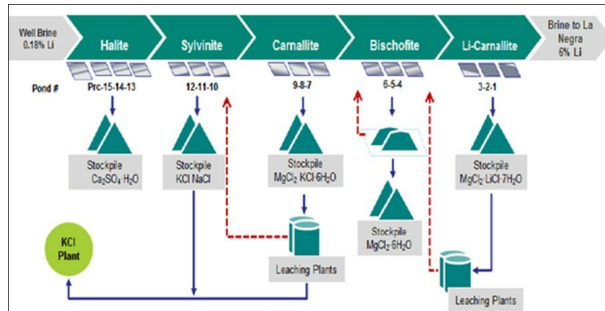 Well Brine
0.18% Li
Halite
Sylvinite
Carnallite
Bischofite
Li-Carnallite
Brine to La
Negra
6% Li
Pond #
Prc-15-14-13
12-11-10
9-8-7
6-5-4
3-2-1
Stockpile
Ca₂SO₄·H₂O
Stockpile
KCl·NaCl
Stockpile
MgCl₂·KCl·6H₂O
Stockpile
MgCl₂·6H₂O
Stockpile
MgCl₂·LiCl·7H₂O
KCl
Plant
Leaching Plants
Leaching Plants